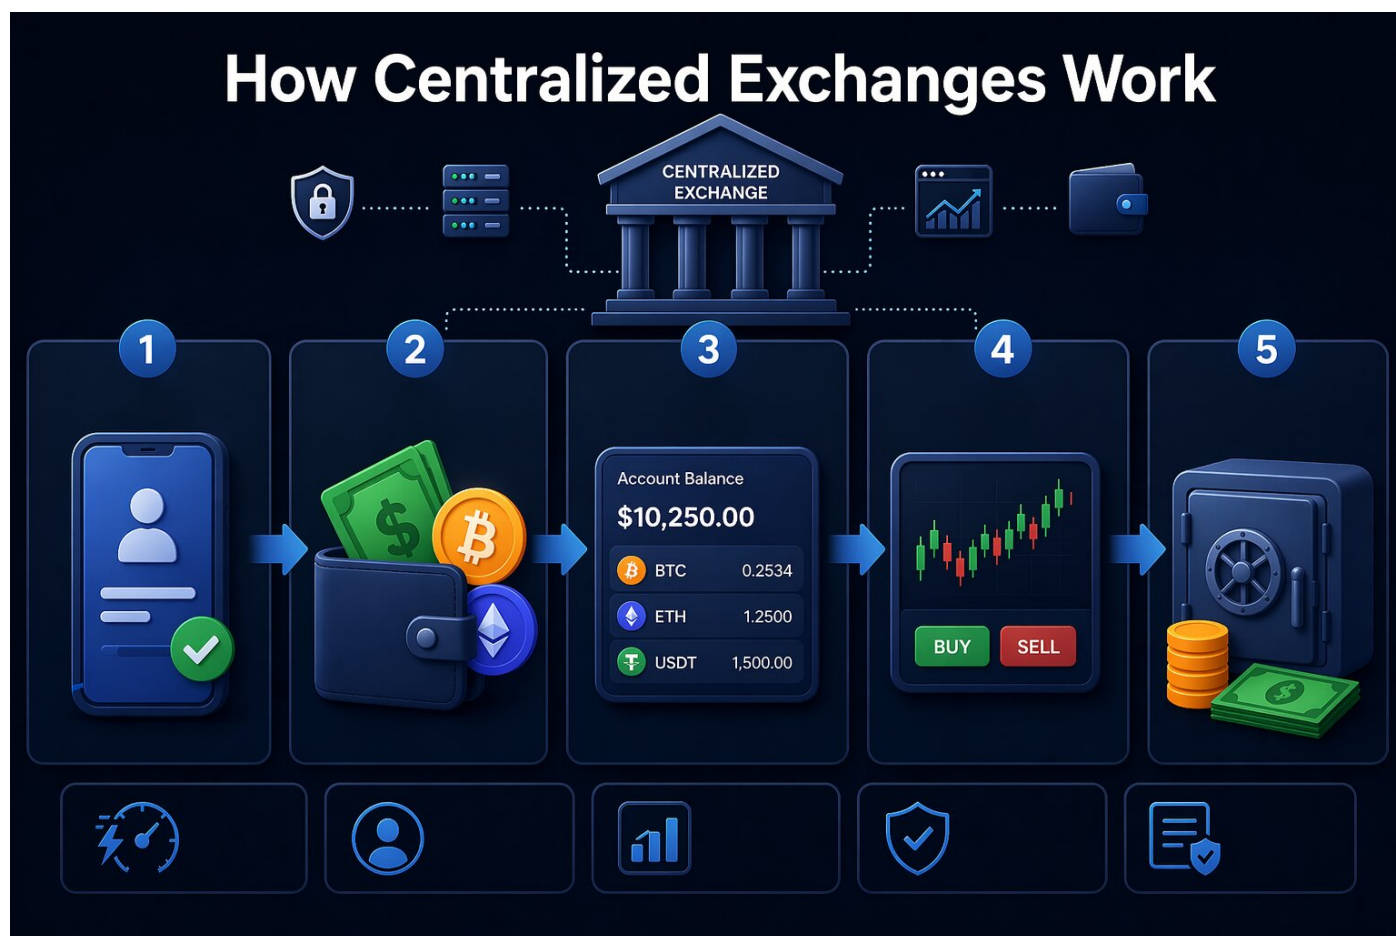 How Centralized Exchanges Work
CENTRALIZED
EXCHANGE
1
2
3
4
5
Account Balance
$10,250.00
BTC 0.2534
ETH 1.2500
USDT 1,500.00
BUY SELL